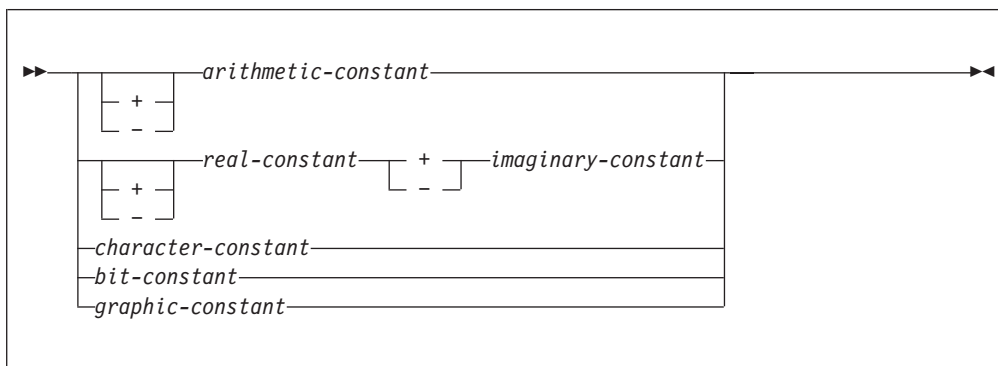 arithmetic-constant
+
−
real-constant + imaginary-constant
+ −
−
character-constant
bit-constant
graphic-constant